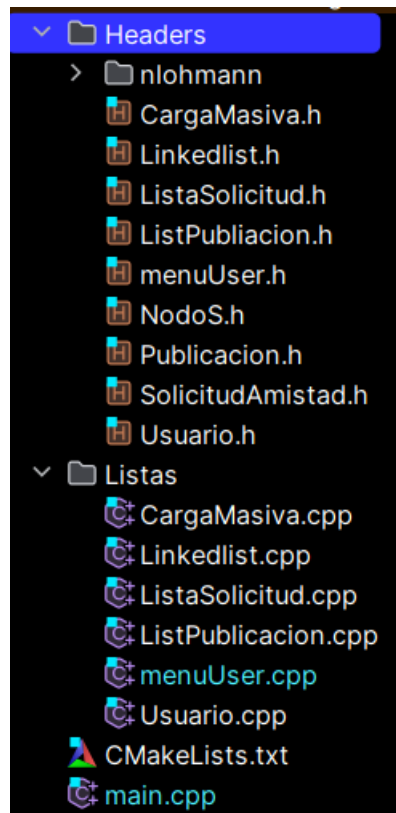 Headers
nlohmann
CargaMasiva.h
Linkedlist.h
ListaSolicitud.h
ListPubliacion.h
menuUser.h
NodoS.h
Publicacion.h
SolicitudAmistad.h
Usuario.h
Listas
CargaMasiva.cpp
Linkedlist.cpp
ListaSolicitud.cpp
ListPublicacion.cpp
menuUser.cpp
Usuario.cpp
CMakeLists.txt
main.cpp